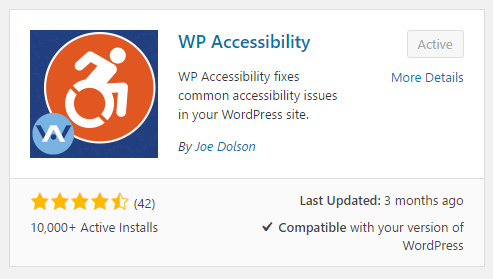 WP Accessibility
Active
WP Accessibility fixes
common accessibility issues
in your WordPress site.
More Details
By Joe Dolson
(42)
10,000+ Active Installs
Last Updated: 3 months ago
Compatible with your version of
WordPress